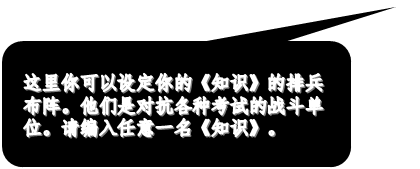 这里你可以设定你的《知识》的排兵
布阵。他们是对抗各种考试的战斗单
位。请编入任意一名《知识》。